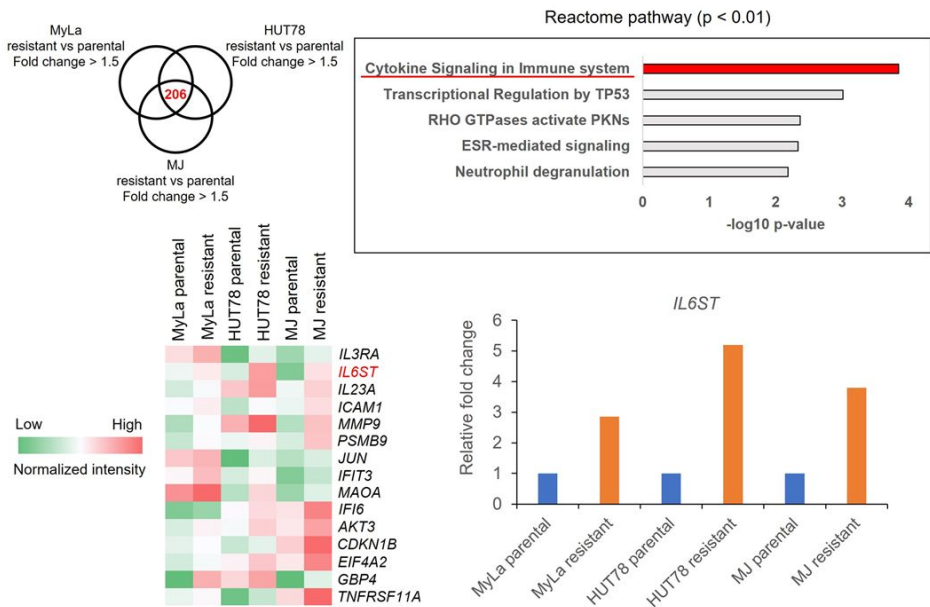 MyLa
resistant vs parental
Fold change > 1.5
HUT78
resistant vs parental
Fold change > 1.5
206
MJ
resistant vs parental
Fold change > 1.5
Reactome pathway (p < 0.01)
Cytokine Signaling in Immune system
Transcriptional Regulation by TP53
RHO GTPases activate PKNs
ESR-mediated signaling
Neutrophil degranulation
0 1 2 3 4
-log10 p-value
MyLa parental
MyLa resistant
HUT78 parental
HUT78 resistant
MJ parental
MJ resistant
IL3RA
IL6ST
IL23A
ICAM1
MMP9
PSMB9
JUN
IFIT3
MAOA
IFI6
AKT3
CDKN1B
EIF4A2
GBP4
TNFRSF11A
Low High
Normalized intensity
IL6ST
Relative fold change
6
5
4
3
2
1
0
MyLa parental
MyLa resistant
HUT78 parental
HUT78 resistant
MJ parental
MJ resistant